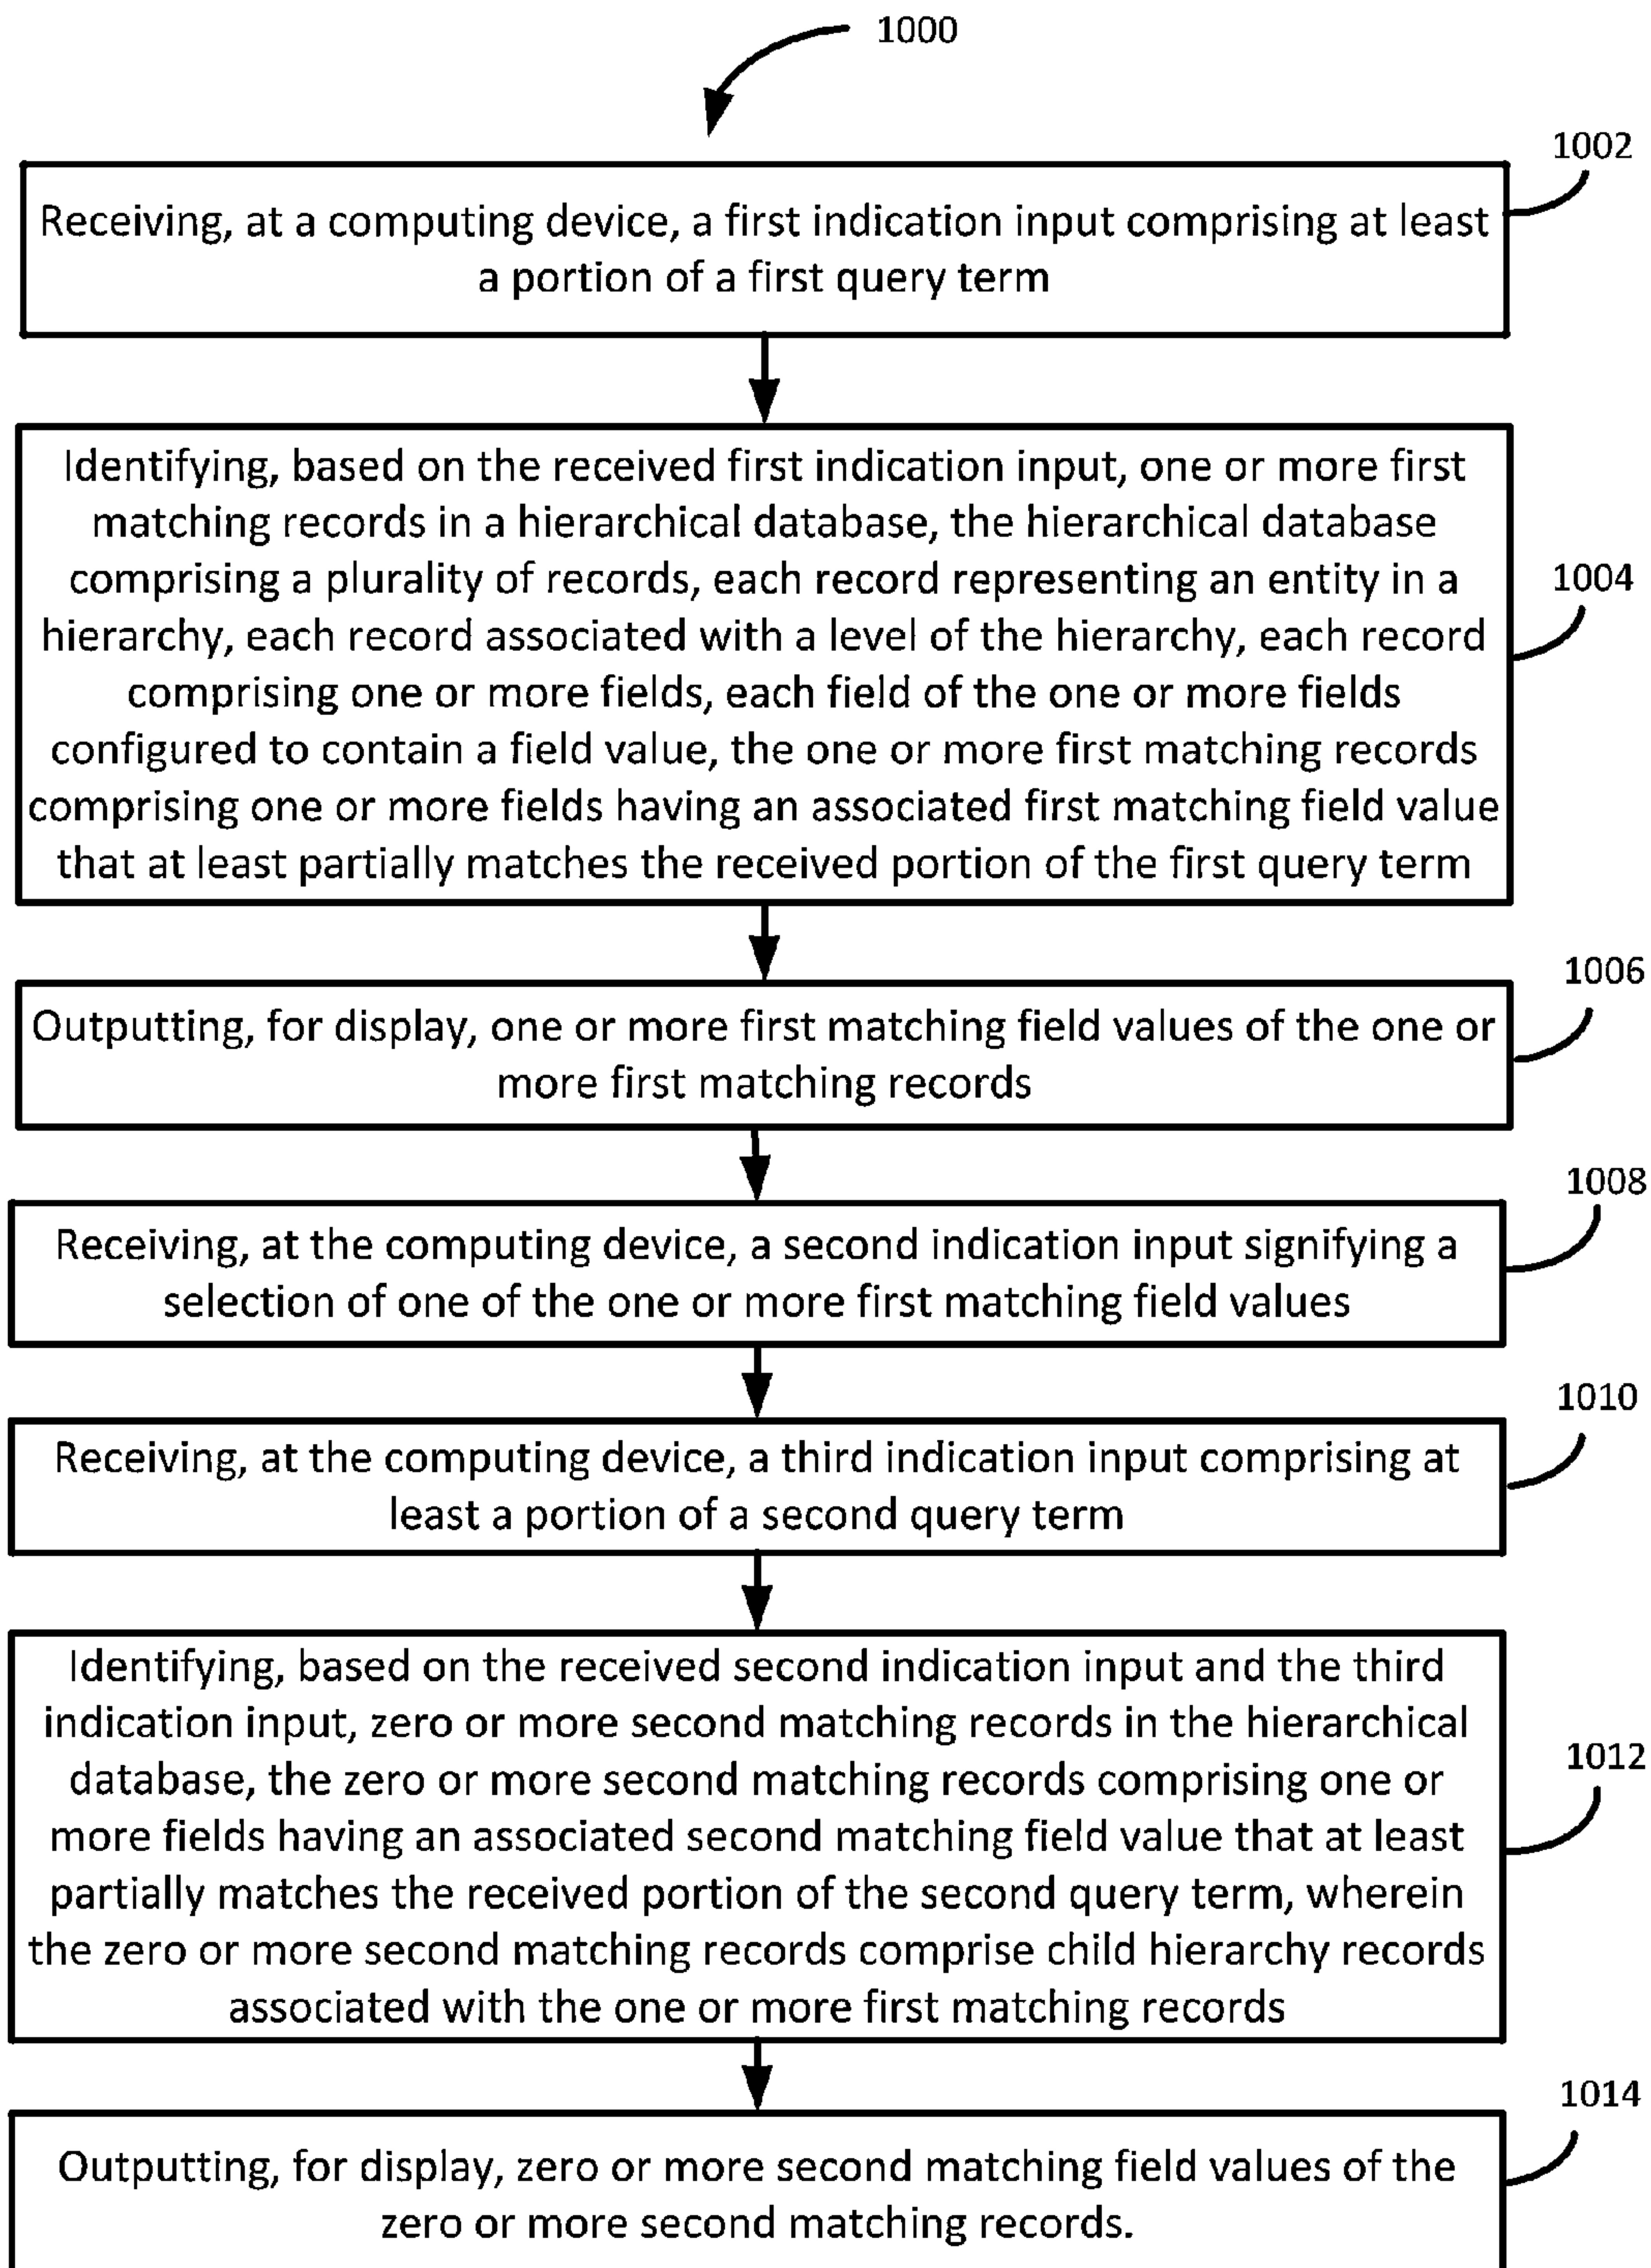 1000
1002
Receiving, at a computing device, a first indication input comprising at least
a portion of a first query term
1004
Identifying, based on the received first indication input, one or more first
matching records in a hierarchical database, the hierarchical database
comprising a plurality of records, each record representing an entity in a
hierarchy, each record associated with a level of the hierarchy, each record
comprising one or more fields, each field of the one or more fields
configured to contain a field value, the one or more first matching records
comprising one or more fields having an associated first matching field value
that at least partially matches the received portion of the first query term
1006
Outputting, for display, one or more first matching field values of the one or
more first matching records
1008
Receiving, at the computing device, a second indication input signifying a
selection of one of the one or more first matching field values
1010
Receiving, at the computing device, a third indication input comprising at
least a portion of a second query term
1012
Identifying, based on the received second indication input and the third
indication input, zero or more second matching records in the hierarchical
database, the zero or more second matching records comprising one or
more fields having an associated second matching field value that at least
partially matches the received portion of the second query term, wherein
the zero or more second matching records comprise child hierarchy records
associated with the one or more first matching records
1014
Outputting, for display, zero or more second matching field values of the
zero or more second matching records.